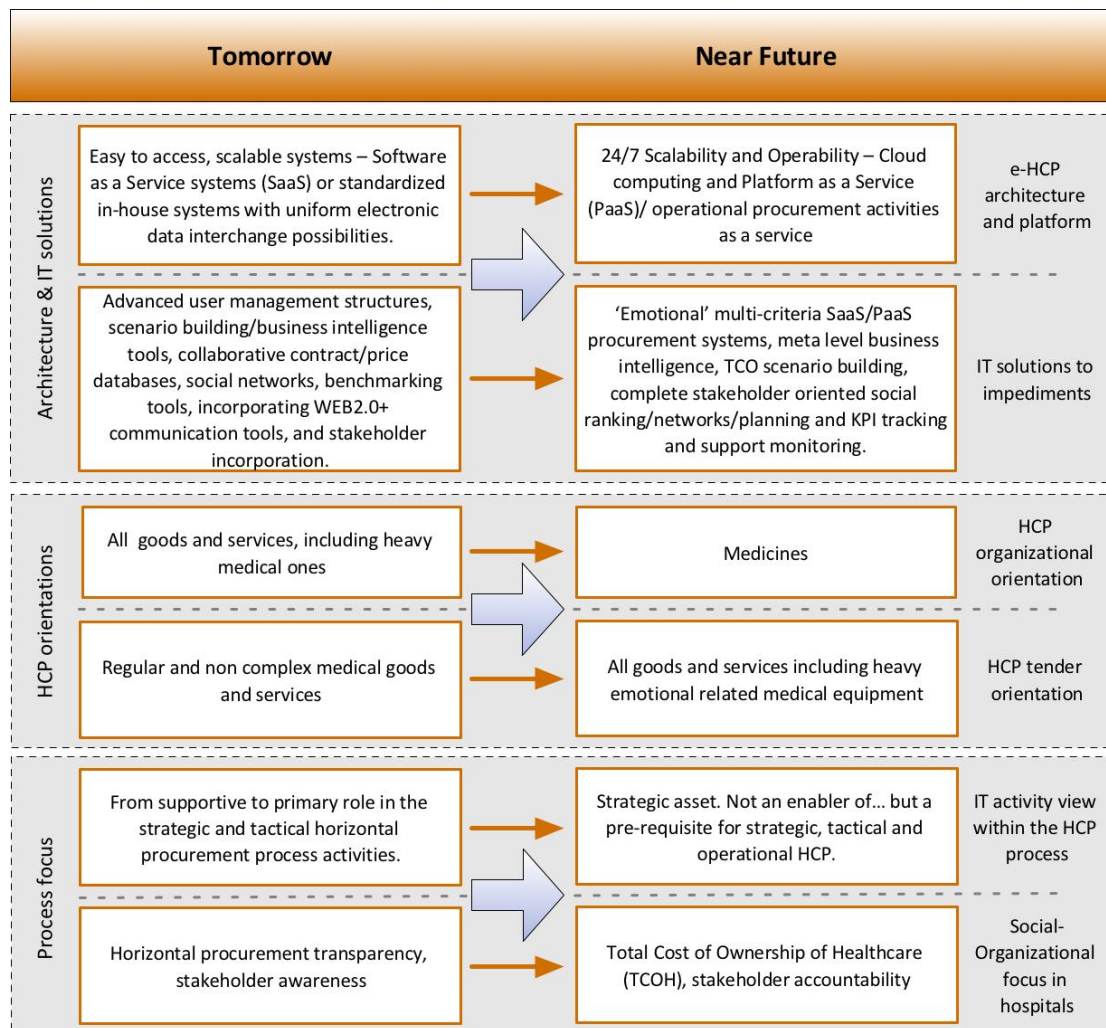 Tomorrow
Near Future
Architecture & IT solutions
Easy to access, scalable systems – Software
as a Service systems (SaaS) or standardized
in-house systems with uniform electronic
data interchange possibilities.
24/7 Scalability and Operability – Cloud
computing and Platform as a Service
(PaaS)/ operational procurement activities
as a service
e-HCP
architecture
and platform
Advanced user management structures,
scenario building/business intelligence
tools, collaborative contract/price
databases, social networks, benchmarking
tools, incorporating WEB2.0+
communication tools, and stakeholder
incorporation.
‘Emotional’ multi-criteria SaaS/PaaS
procurement systems, meta level business
intelligence, TCO scenario building,
complete stakeholder oriented social
ranking/networks/planning and KPI tracking
and support monitoring.
IT solutions to
impediments
HCP orientations
All goods and services, including heavy
medical ones
Medicines
HCP
organizational
orientation
Regular and non complex medical goods
and services
All goods and services including heavy
emotional related medical equipment
HCP tender
orientation
Process focus
From supportive to primary role in the
strategic and tactical horizontal
procurement process activities.
Strategic asset. Not an enabler of... but a
pre-requisite for strategic, tactical and
operational HCP.
IT activity view
within the HCP
process
Horizontal procurement transparency,
stakeholder awareness
Total Cost of Ownership of Healthcare
(TCOH), stakeholder accountability
Social-
Organizational
focus in
hospitals